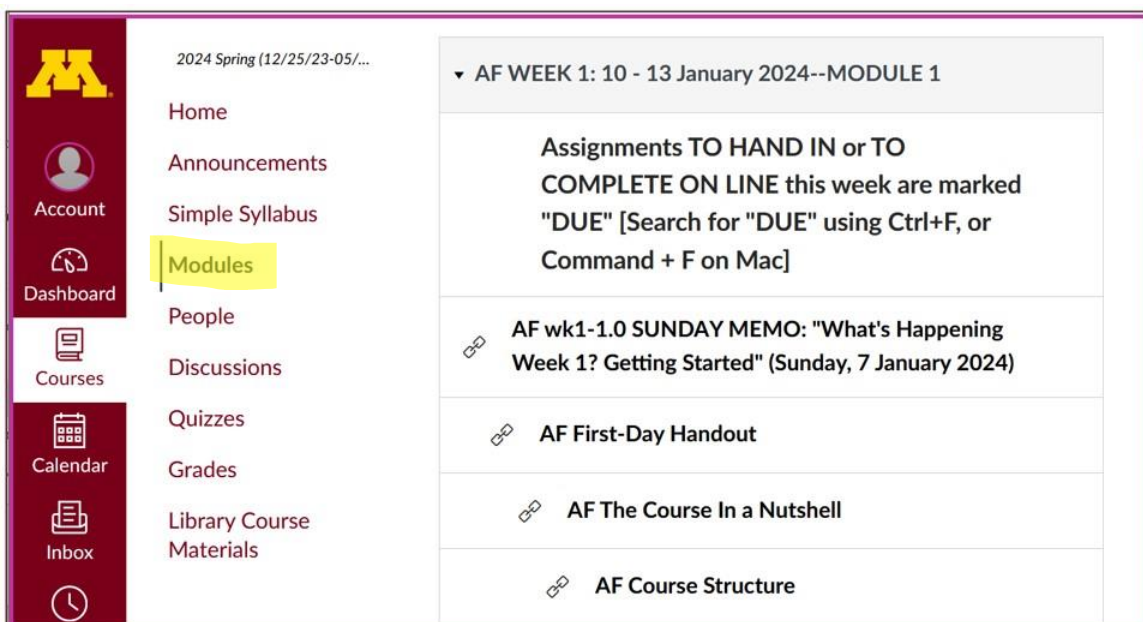 M
Account
Dashboard
Courses
Calendar
Inbox
2024 Spring (12/25/23-05/...
Home
Announcements
Simple Syllabus
Modules
People
Discussions
Quizzes
Grades
Library Course
Materials
AF WEEK 1: 10 - 13 January 2024--MODULE 1
Assignments TO HAND IN or TO
COMPLETE ON LINE this week are marked
"DUE" [Search for "DUE" using Ctrl+F, or
Command + F on Mac]
AF wk1-1.0 SUNDAY MEMO: "What's Happening
Week 1? Getting Started" (Sunday, 7 January 2024)
AF First-Day Handout
AF The Course In a Nutshell
AF Course Structure